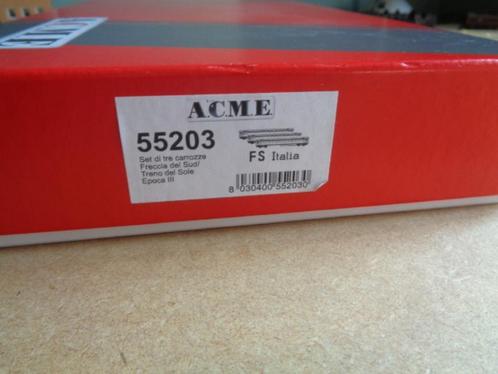 ACME
A.C.M.E.
55203
Set di tre carrozze
Freccia del Sud/
Treno del Sole
Epoca III
FS Italia
8 030400 552030